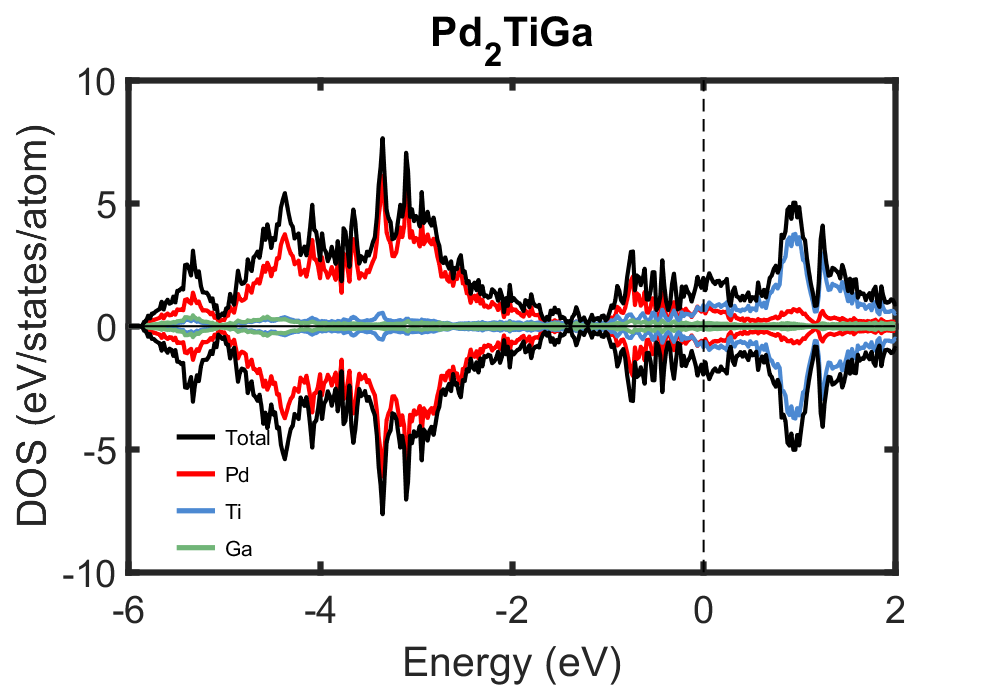 Pd₂TiGa
DOS (eV/states/atom)
10
5
0
-5
-10
Total
Pd
Ti
Ga
-6 -4 -2 0 2
Energy (eV)